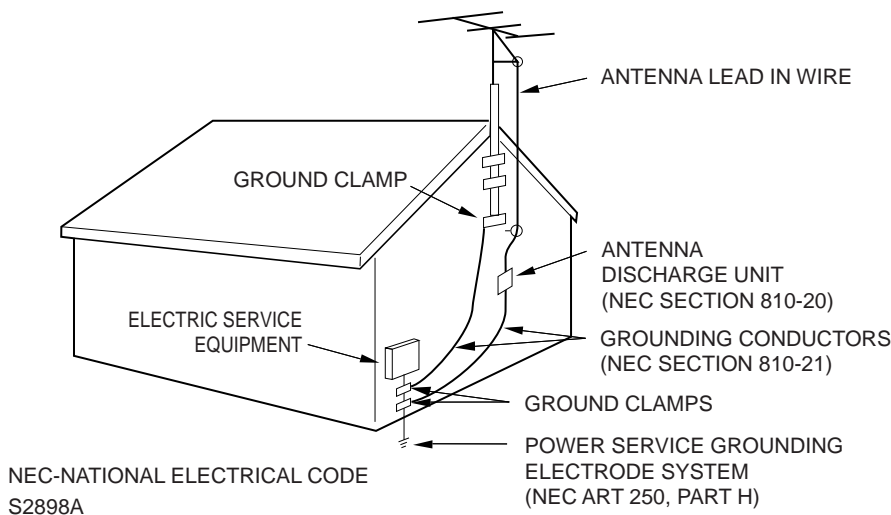 ANTENNA LEAD IN WIRE
GROUND CLAMP
ANTENNA
DISCHARGE UNIT
(NEC SECTION 810-20)
ELECTRIC SERVICE
EQUIPMENT
GROUNDING CONDUCTORS
(NEC SECTION 810-21)
GROUND CLAMPS
POWER SERVICE GROUNDING
ELECTRODE SYSTEM
(NEC ART 250, PART H)
NEC-NATIONAL ELECTRICAL CODE
S2898A